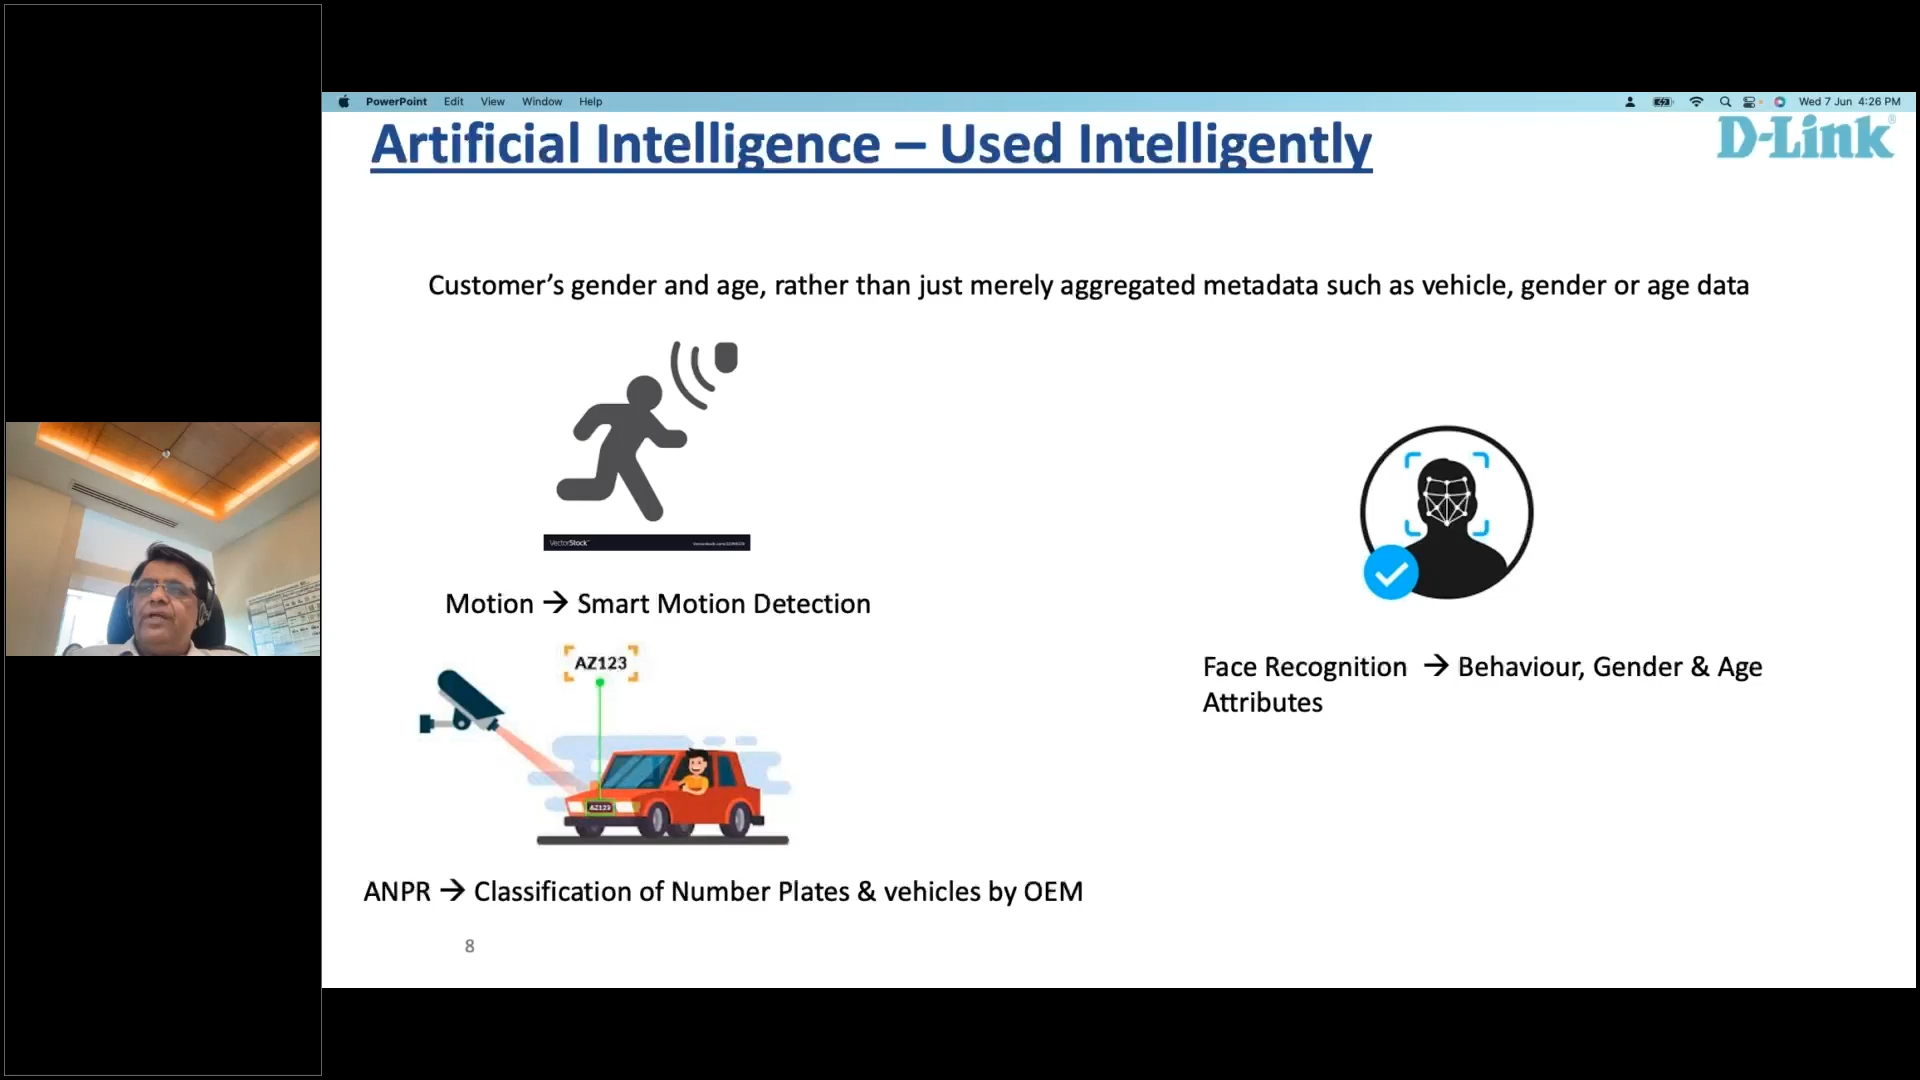 PowerPoint Edit View Window Help
Wed 7 Jun 4:26 PM
Artificial Intelligence – Used Intelligently
D-Link®
Customer’s gender and age, rather than just merely aggregated metadata such as vehicle, gender or age data
VectorStock
Motion → Smart Motion Detection
AZ123
AZ123
Face Recognition → Behaviour, Gender & Age
Attributes
ANPR → Classification of Number Plates & vehicles by OEM
8